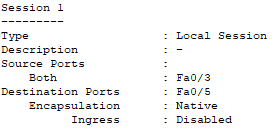 Session 1
---------
Type                   : Local Session
Description            : -
Source Ports           :
    Both               : Fa0/3
Destination Ports      : Fa0/5
    Encapsulation      : Native
          Ingress      : Disabled